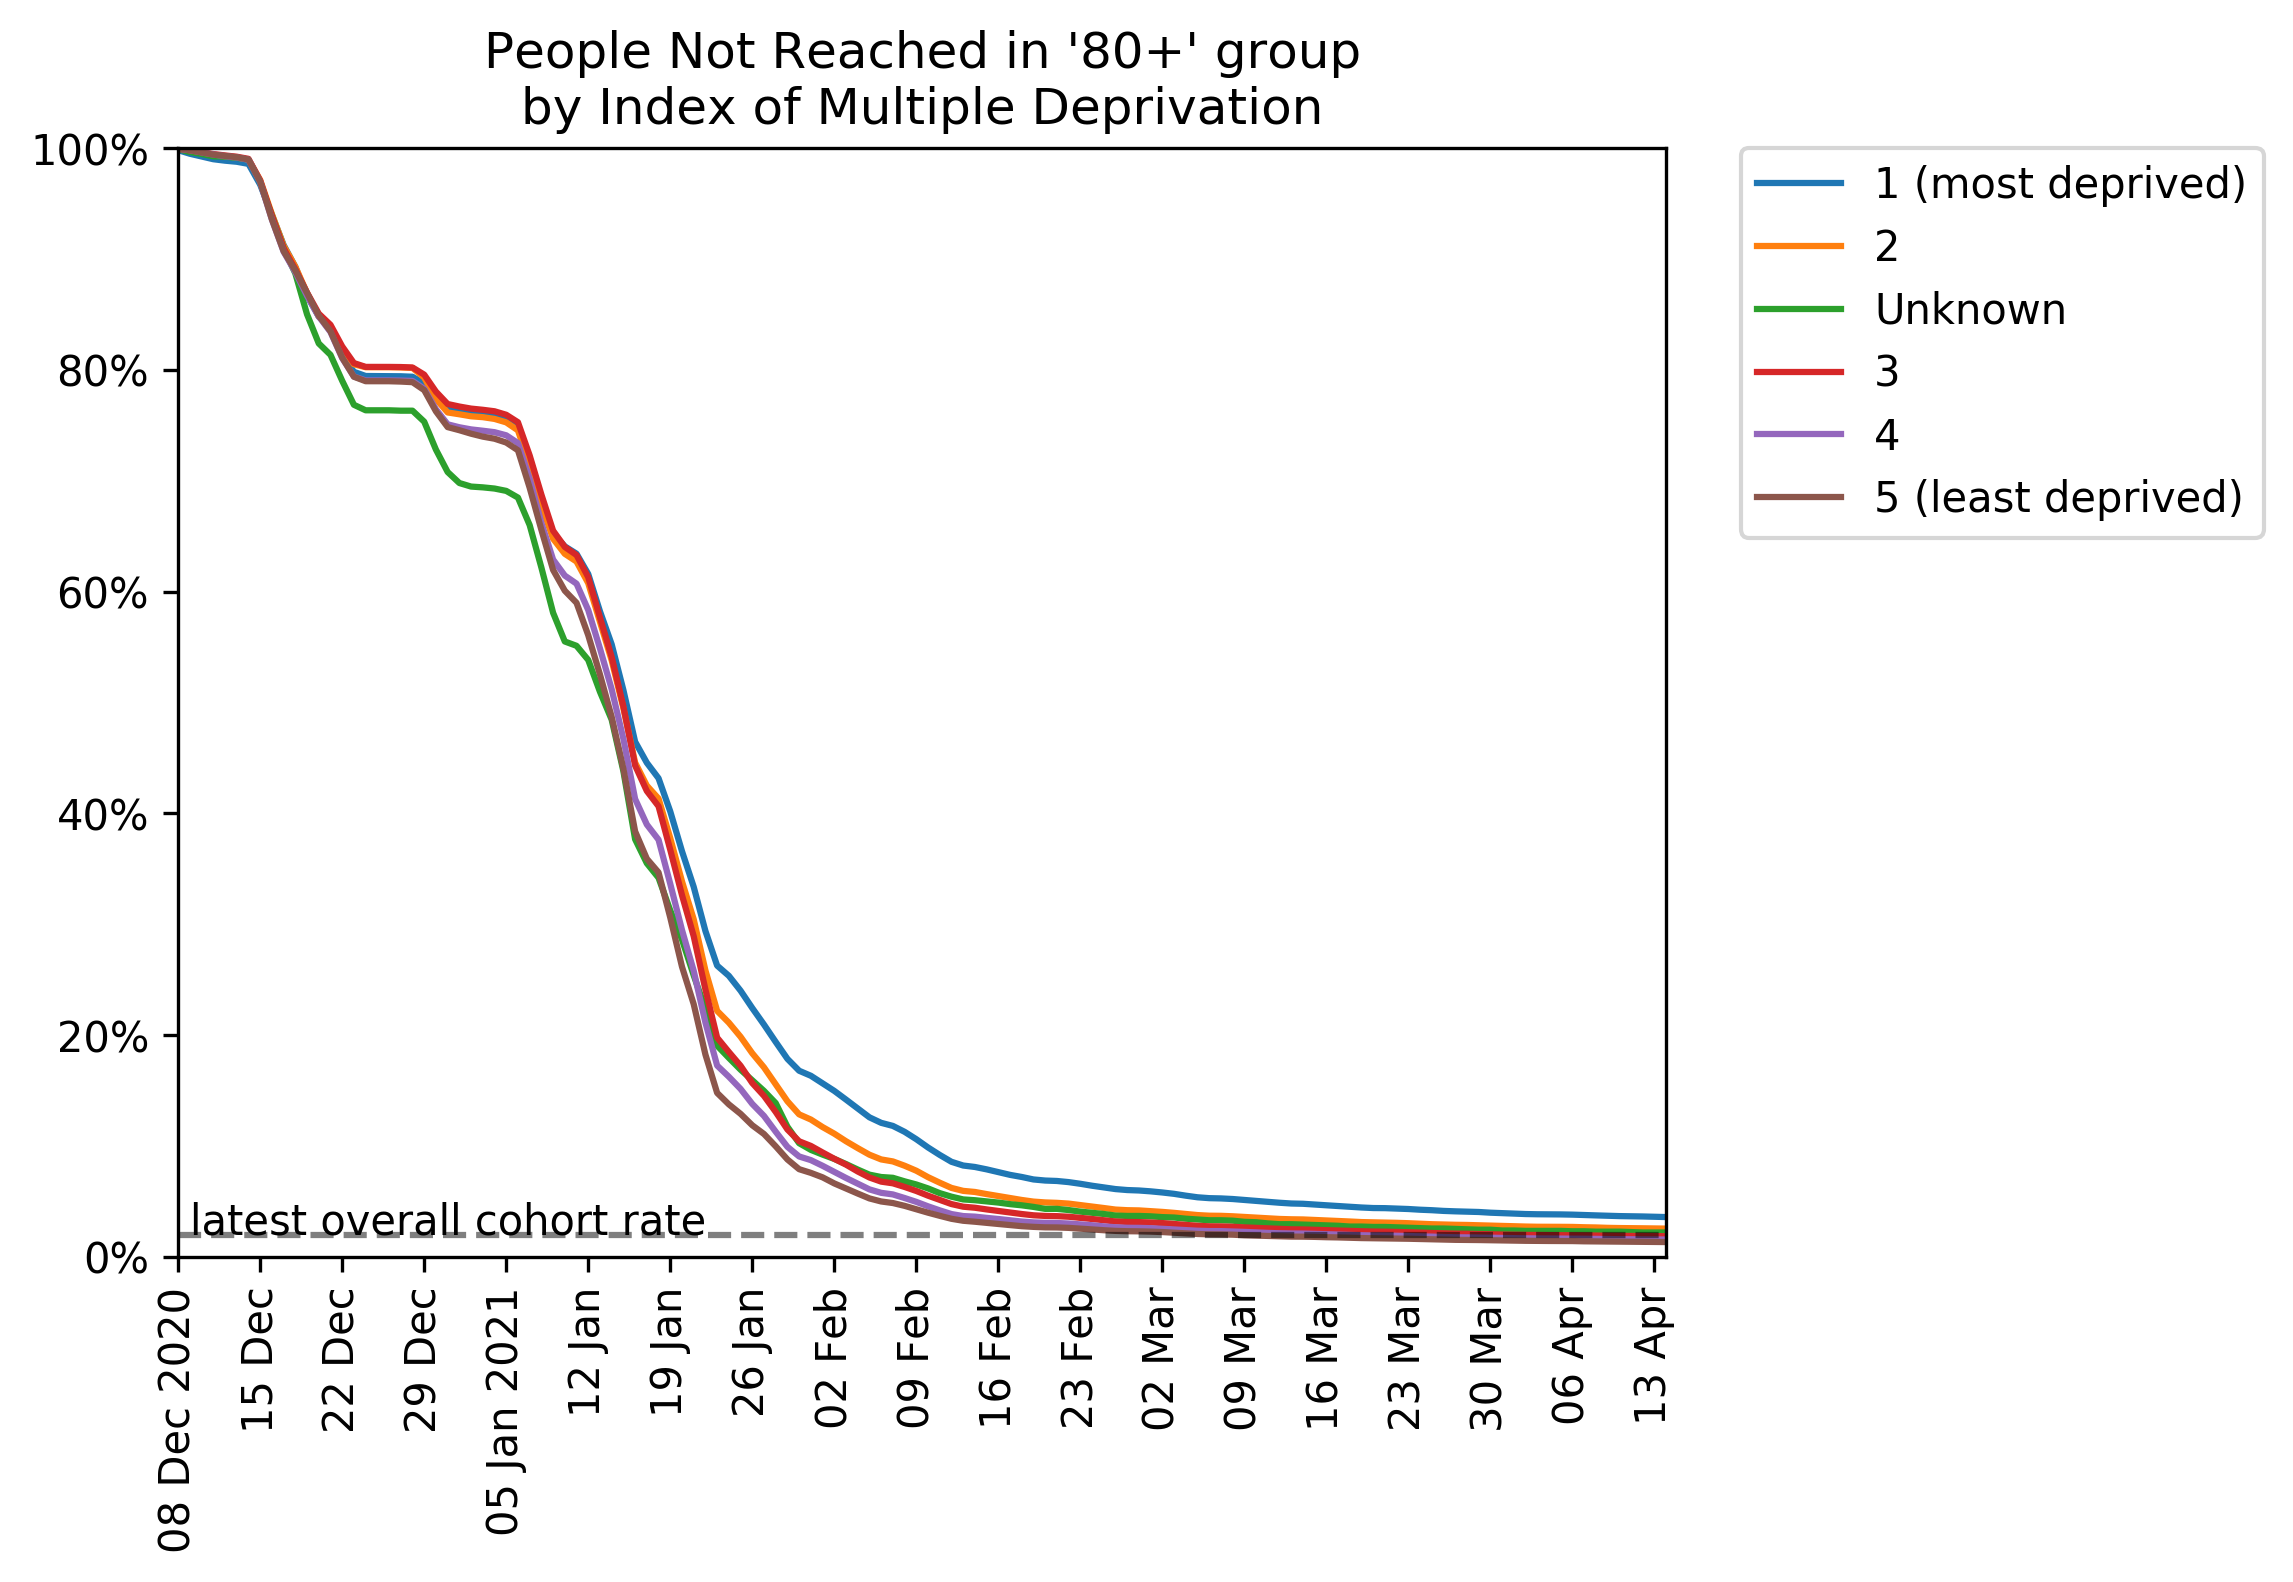 People Not Reached in '80+' group
by Index of Multiple Deprivation
100%
80%
60%
40%
20%
0%
latest overall cohort rate
08 Dec 2020
15 Dec
22 Dec
29 Dec
05 Jan 2021
12 Jan
19 Jan
26 Jan
02 Feb
09 Feb
16 Feb
23 Feb
02 Mar
09 Mar
16 Mar
23 Mar
30 Mar
06 Apr
13 Apr
1 (most deprived)
2
Unknown
3
4
5 (least deprived)